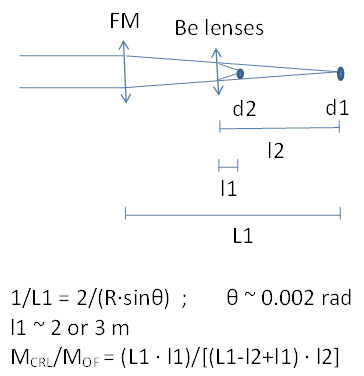 FM
Be lenses
d2
d1
l2
l1
L1
1/L1 = 2/(R·sinθ)  ;  θ ~ 0.002 rad
l1 ~ 2 or 3 m
M_CRL/M_OF = (L1 · l1)/[(L1-l2+l1) · l2]